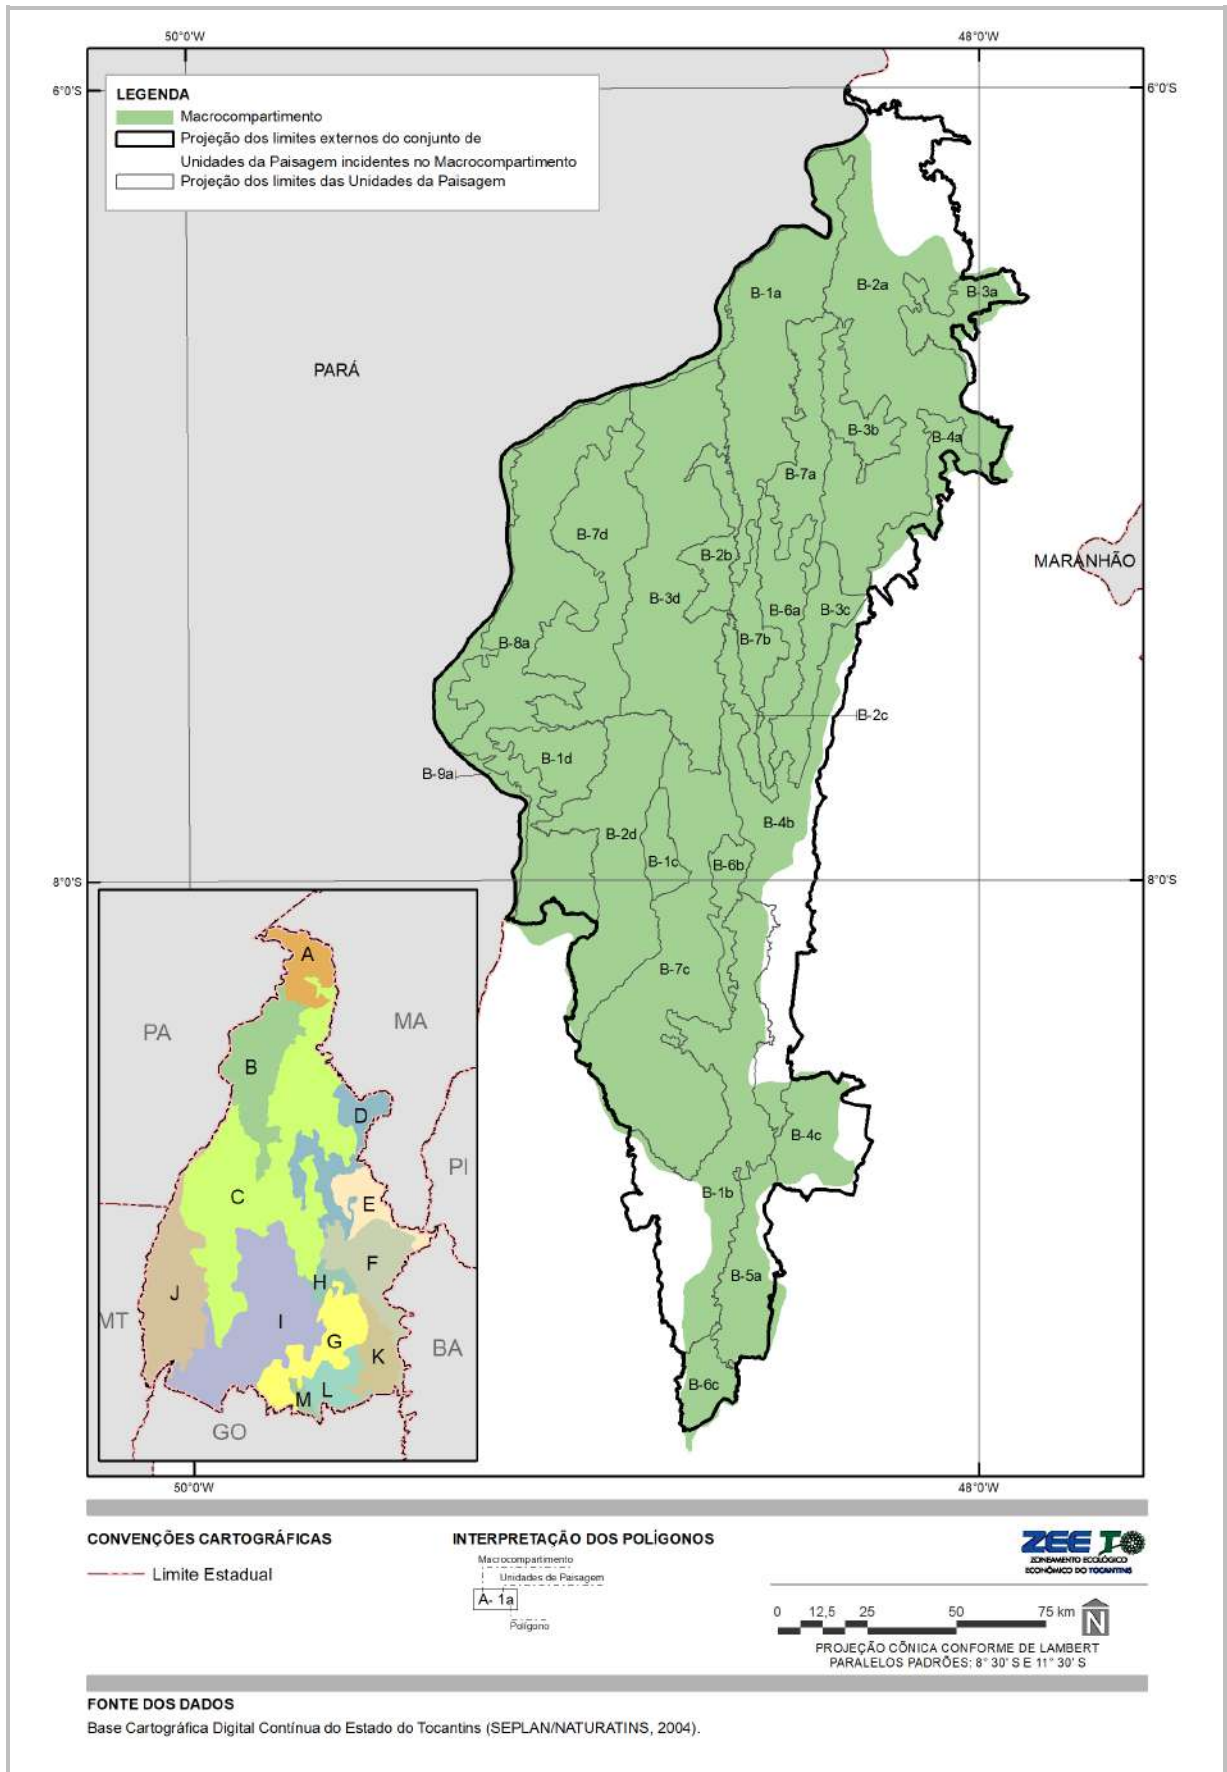 50°0'W
48°0'W
6°0'S
6°0'S
LEGENDA
Macrocompartimento
Projeção dos limites externos do conjunto de
Unidades da Paisagem incidentes no Macrocompartimento
Projeção dos limites das Unidades da Paisagem
B-1a
B-2a
B-3a
PARÁ
B-3b
B-4a
B-7a
B-7d
B-2b
MARANHÃO
B-3d
B-6a
B-3c
B-8a
B-7b
B-2c
B-1d
B-9a
B-4b
B-2d
B-1c
B-6b
8°0'S
8°0'S
B-7c
B-4c
B-1b
B-5a
B-6c
A
PA
MA
B
D
PI
C
E
F
J
H
MT
I
G
BA
K
L
M
GO
50°0'W
48°0'W
CONVENÇÕES CARTOGRÁFICAS
Limite Estadual
INTERPRETAÇÃO DOS POLÍGONOS
Macrocompartimento
Unidades de Paisagem
A- 1a
Polígono
ZEE TO
ZONEAMENTO ECOLÓGICO
ECONÔMICO DO TOCANTINS
0 12,5 25 50 75 km
N
PROJEÇÃO CÔNICA CONFORME DE LAMBERT
PARALELOS PADRÕES: 8° 30' S E 11° 30' S
FONTE DOS DADOS
Base Cartográfica Digital Contínua do Estado do Tocantins (SEPLAN/NATURATINS, 2004).